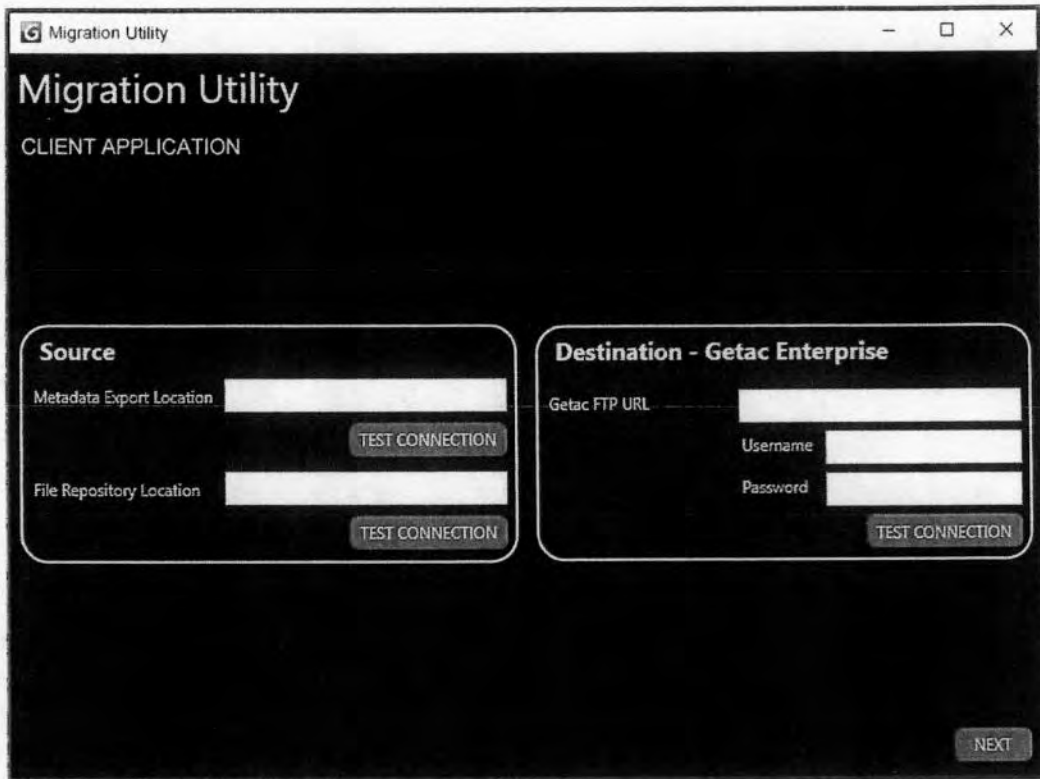 Migration Utility
Migration Utility
CLIENT APPLICATION
Source
Metadata Export Location
TEST CONNECTION
File Repository Location
TEST CONNECTION
Destination - Getac Enterprise
Getac FTP URL
Username
Password
TEST CONNECTION
NEXT